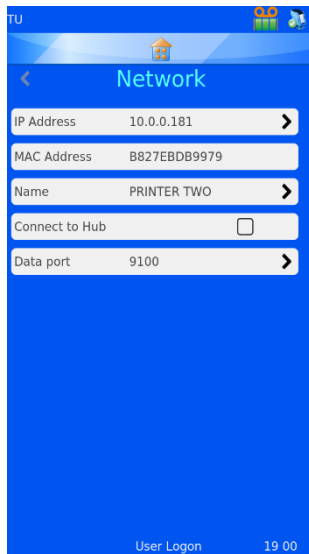 TU
Network
IP Address 10.0.0.181
MAC Address B827EBDB9979
Name PRINTER TWO
Connect to Hub
Data port 9100
User Logon 19 00